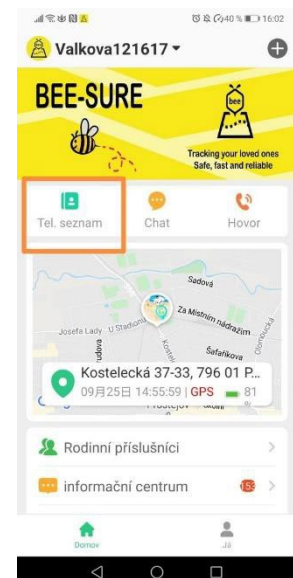 40 % 16:02
Valkova121617
BEE-SURE
bee
Tracking your loved ones
Safe, fast and reliable
Tel. seznam
Chat
Hovor
Sadová
Za Místním nádražím
Josefa Lady
U Stadionu
Šafaříkova
Olomoucká
Kostelecká 37-33, 796 01 P...
09月25日 14:55:59 | GPS 81
Rodinní příslušníci
informační centrum
Domov
Já